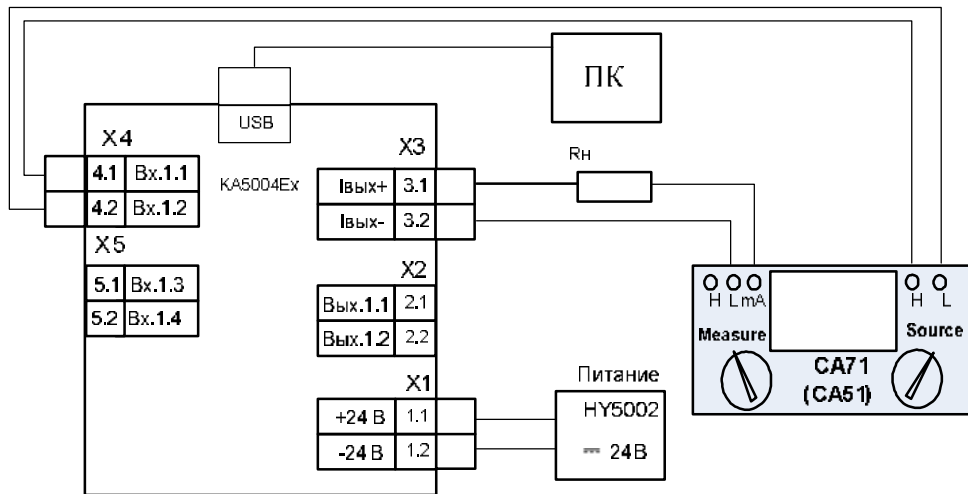 ПК
USB
X4
4.1 Вх.1.1
4.2 Вх.1.2
КА5004Ex
X3
Iвых+ 3.1
Iвых- 3.2
Rн
X5
5.1 Вх.1.3
5.2 Вх.1.4
X2
Вых.1.1 2.1
Вых.1.2 2.2
H L mA
H L
Measure
Source
CA71
(CA51)
X1
+24 В 1.1
-24 В 1.2
Питание
HY5002
⎓ 24В